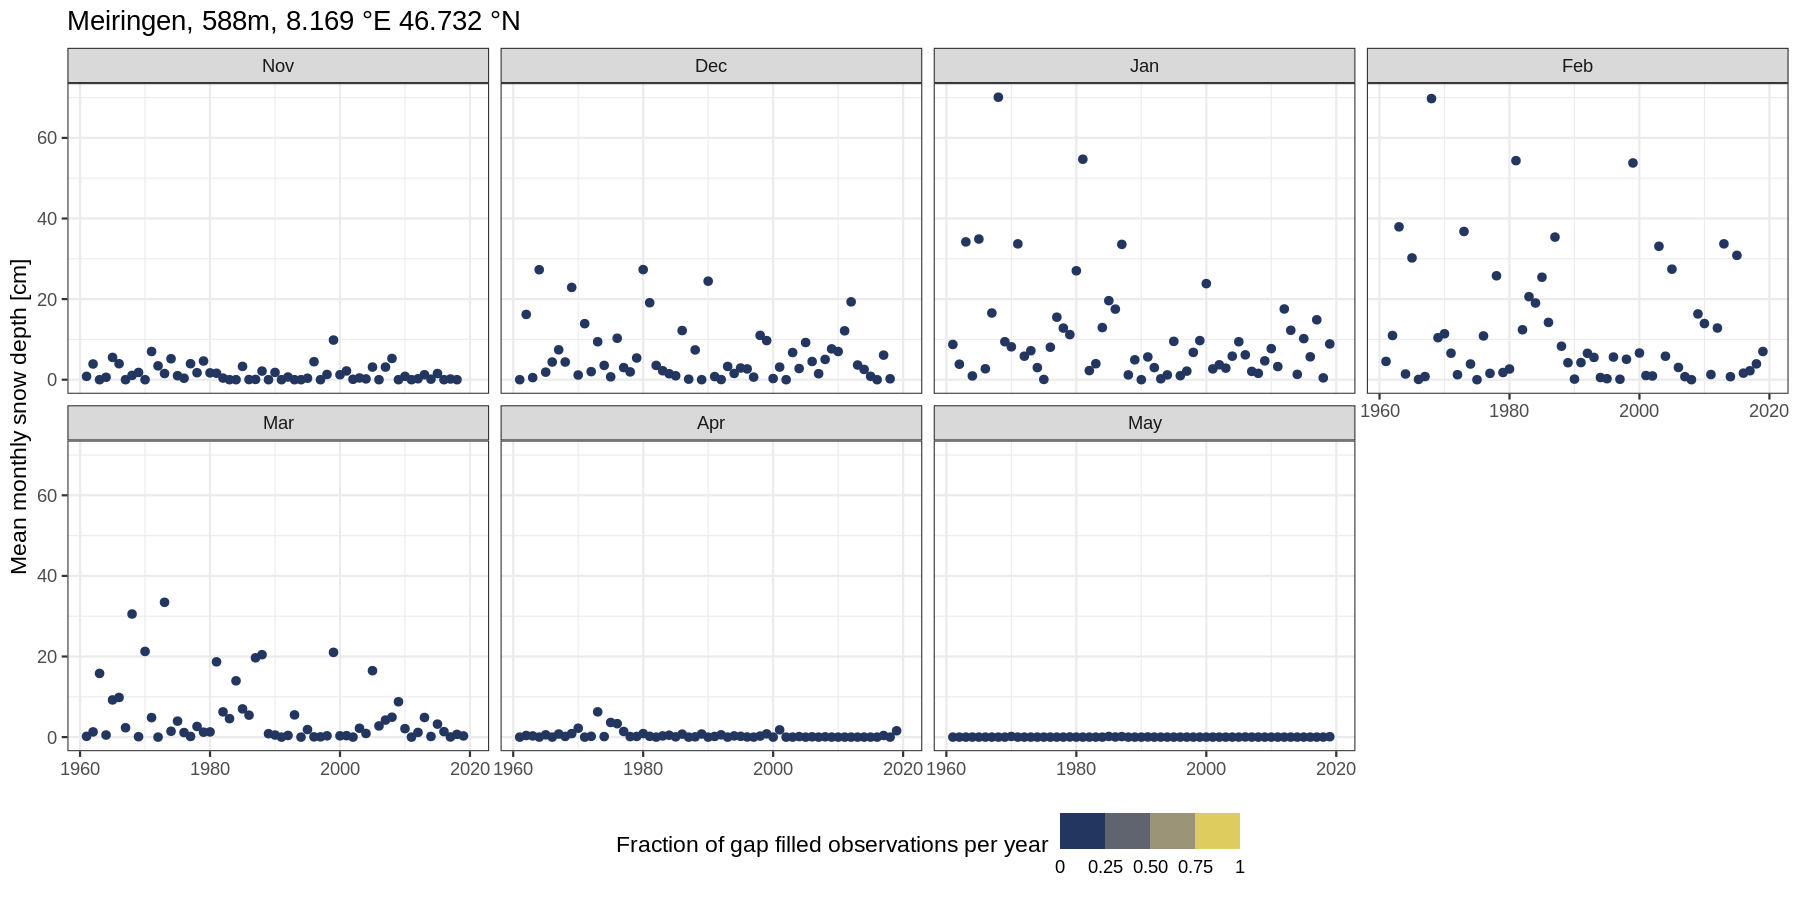 Meiringen, 588m, 8.169 °E 46.732 °N
Nov
Dec
Jan
Feb
60
40
20
0
1960 1980 2000 2020
Mean monthly snow depth [cm]
Mar
Apr
May
60
40
20
0
1960 1980 2000 2020
1960 1980 2000 2020
1960 1980 2000 2020
Fraction of gap filled observations per year
0 0.25 0.50 0.75 1